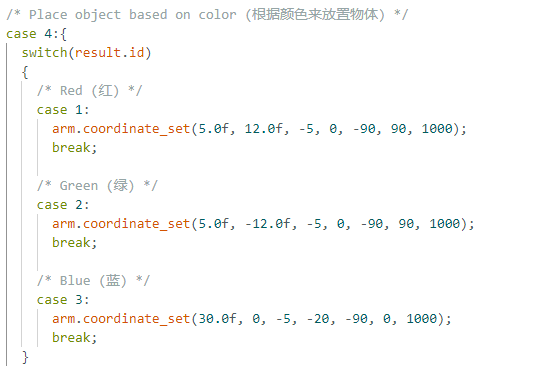 /* Place object based on color (根据颜色来放置物体) */
case 4:{
switch(result.id)
{
/* Red (红) */
case 1:
arm.coordinate_set(5.0f, 12.0f, -5, 0, -90, 90, 1000);
break;
/* Green (绿) */
case 2:
arm.coordinate_set(5.0f, -12.0f, -5, 0, -90, 90, 1000);
break;
/* Blue (蓝) */
case 3:
arm.coordinate_set(30.0f, 0, -5, -20, -90, 0, 1000);
break;
}